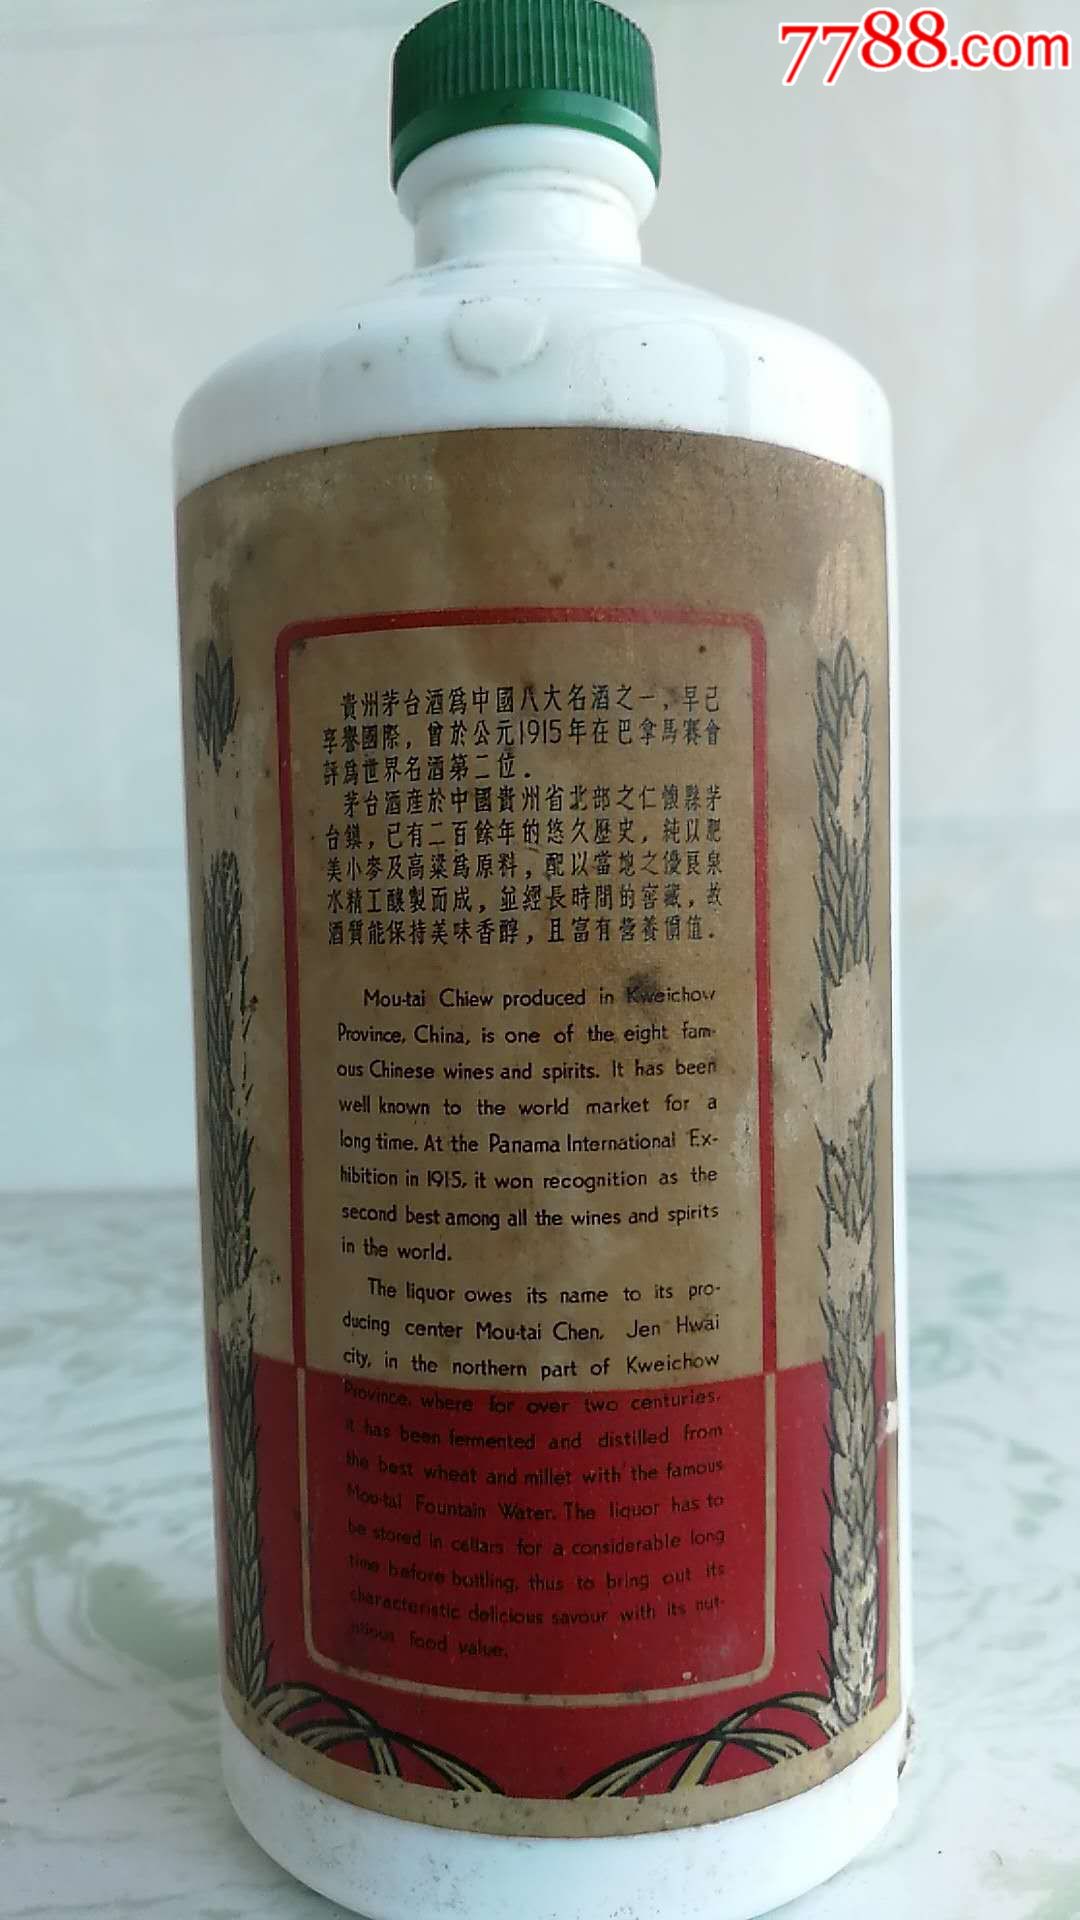 7788.com
貴州茅台酒爲中國八大名酒之一，早已
享譽國際，曾於公元1915年在巴拿馬賽會
評爲世界名酒第二位．
茅台酒産於中國貴州省北部之仁懷縣茅
台鎮，已有二百餘年的悠久歷史，純以肥
美小麥及高粱爲原料，配以當地之優良泉
水精工釀製而成，並經長時間的窖藏，故
酒質能保持美味香醇，且富有營養價值．
Mou-tai Chiew produced in Kweichow
Province, China, is one of the eight fam-
ous Chinese wines and spirits. It has been
well known to the world market for a
long time. At the Panama International Ex-
hibition in 1915, it won recognition as the
second best among all the wines and spirits
in the world.
The liquor owes its name to its pro-
ducing center Mou-tai Chen, Jen Hwai
city, in the northern part of Kweichow
Province, where for over two centuries,
it has been fermented and distilled from
the best wheat and millet with the famous
Mou-tai Fountain Water. The liquor has to
be stored in cellars for a considerable long
time before bottling, thus to bring out its
characteristic delicious savour with its nut-
ritious food value.